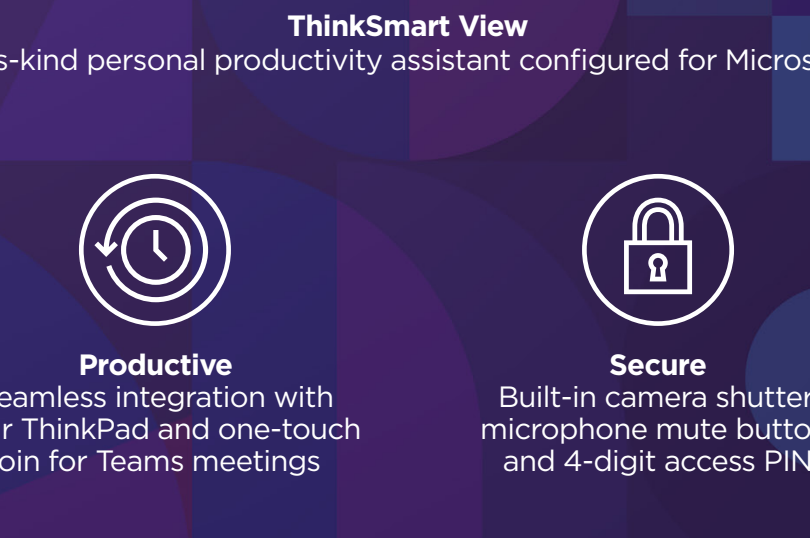 ThinkSmart View
s-kind personal productivity assistant configured for Micros
Productive
eamless integration with
r ThinkPad and one-touch
oin for Teams meetings
Secure
Built-in camera shutter
microphone mute butto
and 4-digit access PIN